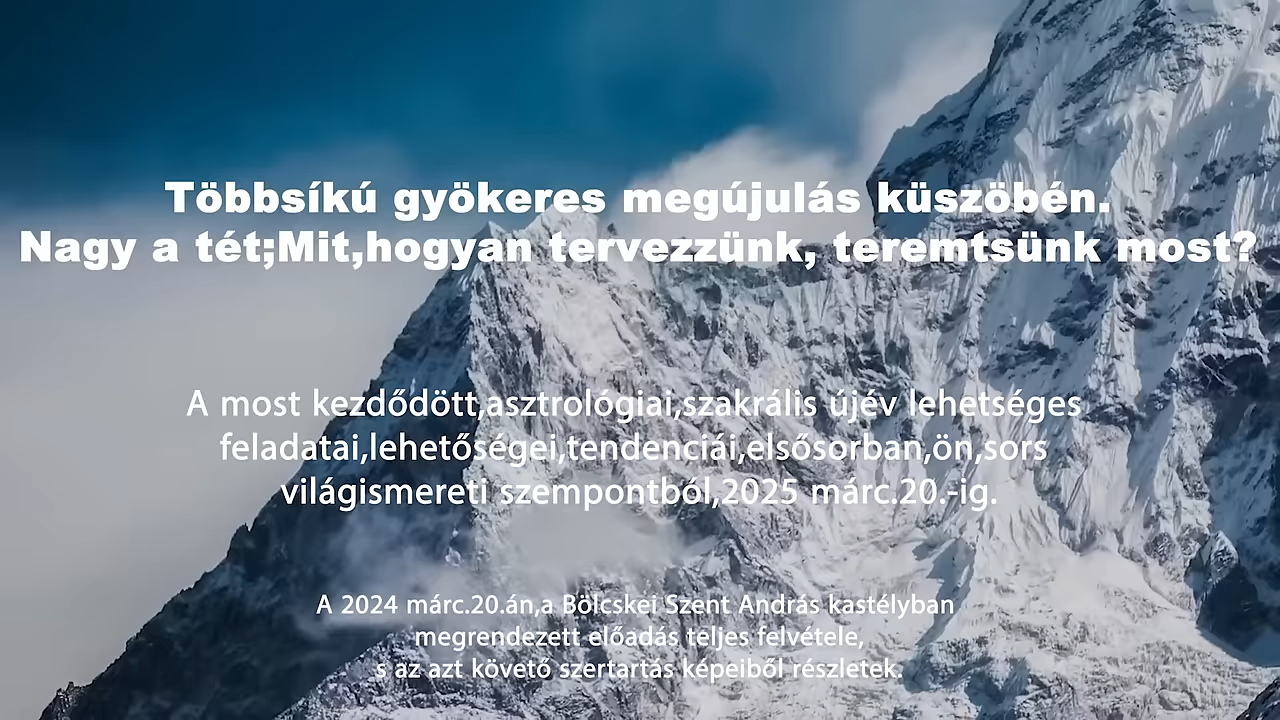 Többsíkú gyökeres megújulás küszöbén.
Nagy a tét;Mit,hogyan tervezzünk, teremtsünk most?
A most kezdődött,asztrológiai,szakrális újév lehetséges
feladatai,lehetőségei,tendenciái,elsősorban,ön,sors
világismereti szempontból,2025 márc.20.-ig.
A 2024 márc.20.án,a Bölcskei Szent András kastélyban
megrendezett előadás teljes felvétele,
s az azt követő szertartás képeiből részletek.